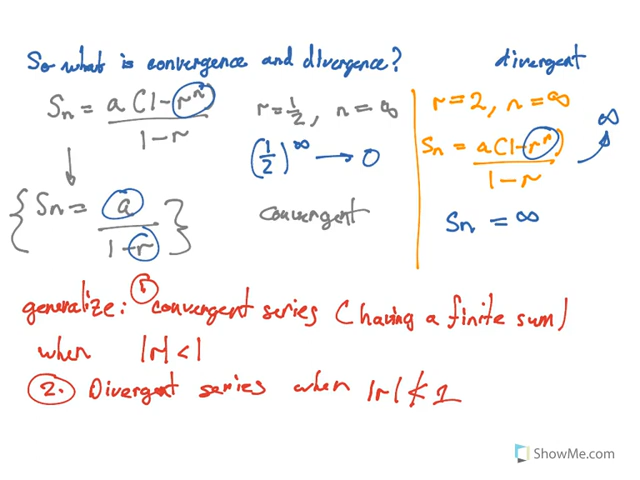 So what is convergence and divergence?
Sn = a(1-rⁿ)
1-r
Sn = a
1-r
r = 1/2, n = ∞
(1/2)^∞ → 0
convergent
divergent
r = 2, n = ∞
Sn = a(1-rⁿ)
1-r
∞
Sn = ∞
generalize: 1. convergent series (having a finite sum)
when |r| < 1
2. Divergent series when |r| ≮ 1
ShowMe.com